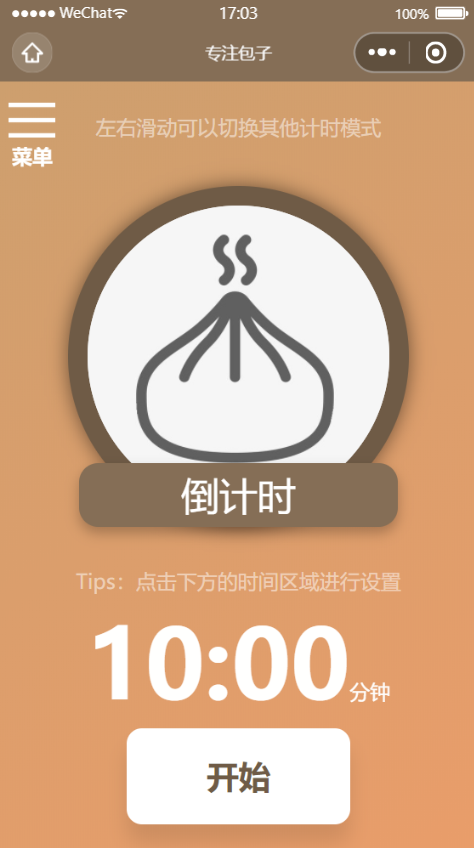 WeChat 17:03 100%
专注包子
左右滑动可以切换其他计时模式
菜单
倒计时
Tips：点击下方的时间区域进行设置
10:00分钟
开始